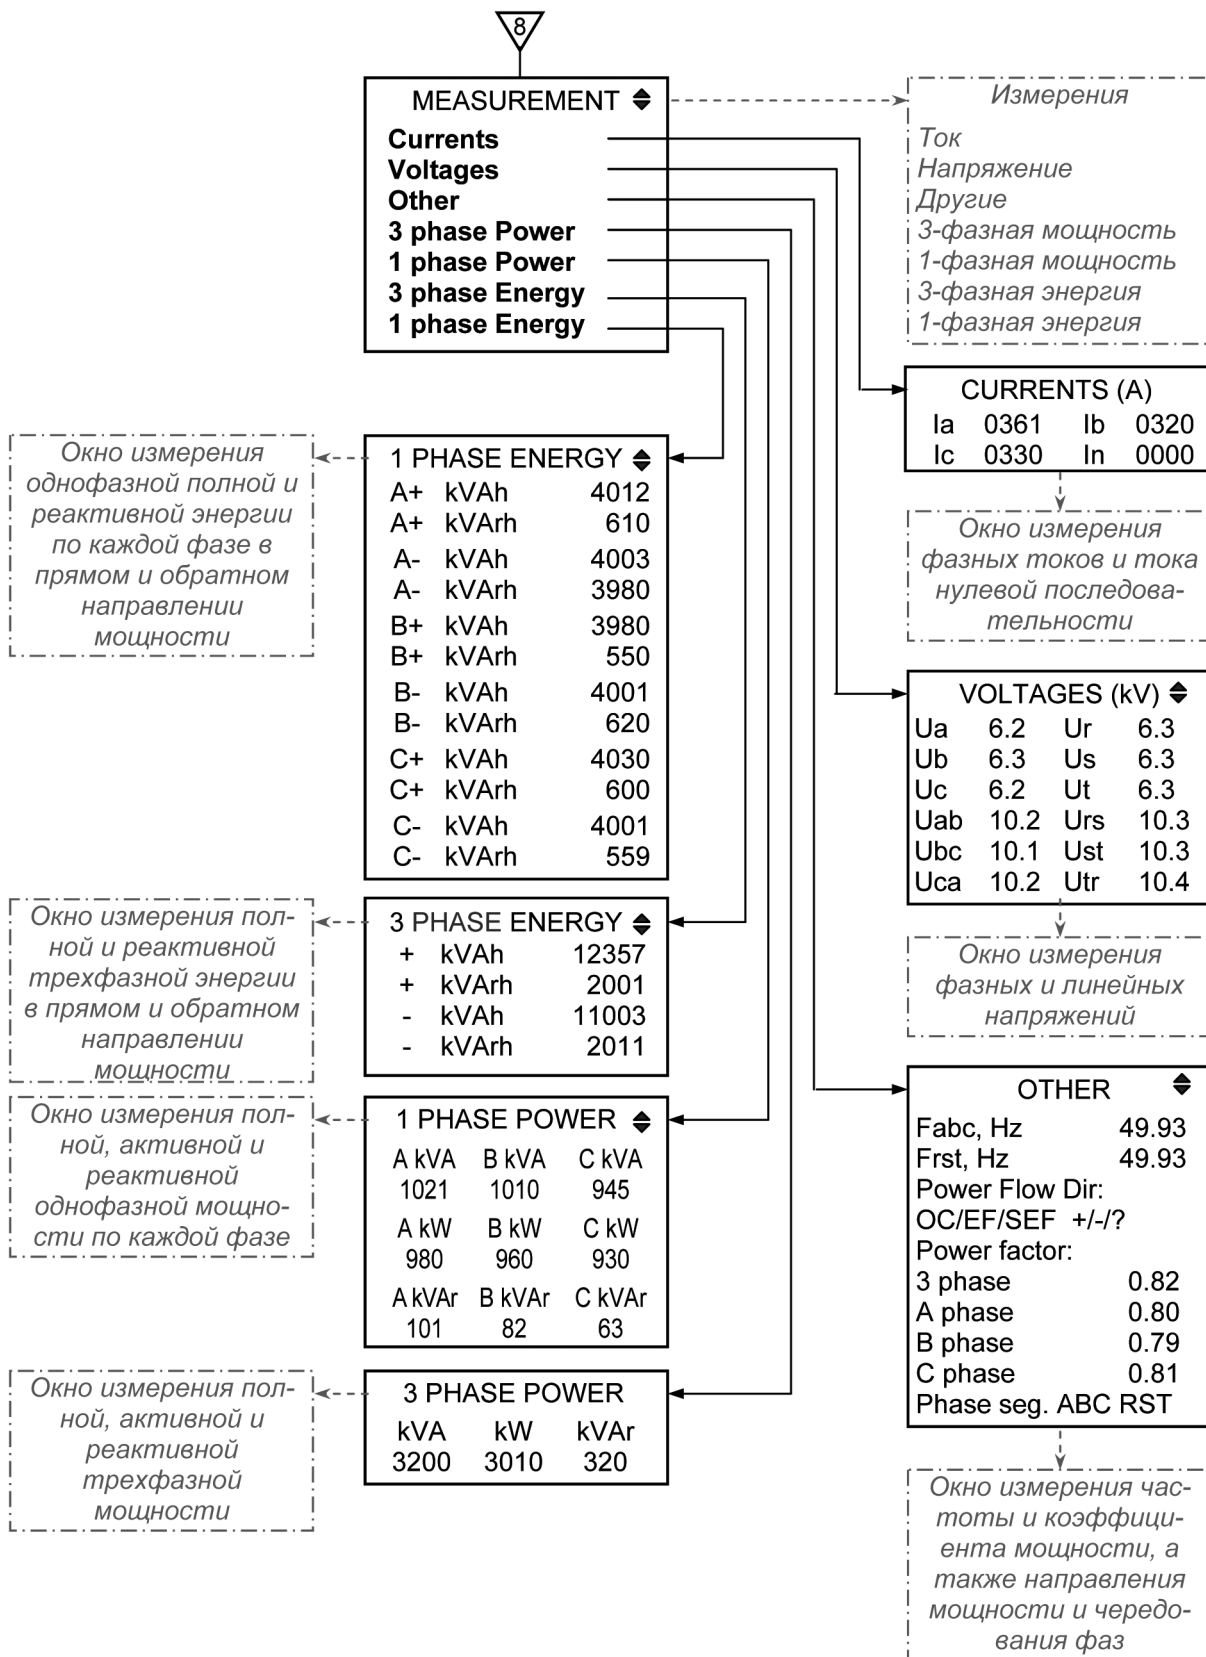 8
MEASUREMENT
Currents
Voltages
Other
3 phase Power
1 phase Power
3 phase Energy
1 phase Energy
Измерения
Ток
Напряжение
Другие
3-фазная мощность
1-фазная мощность
3-фазная энергия
1-фазная энергия
CURRENTS (A)
Ia 0361 Ib 0320
Ic 0330 In 0000
Окно измерения
фазных токов и тока
нулевой последова-
тельности
VOLTAGES (kV)
Ua 6.2 Ur 6.3
Ub 6.3 Us 6.3
Uc 6.2 Ut 6.3
Uab 10.2 Urs 10.3
Ubc 10.1 Ust 10.3
Uca 10.2 Utr 10.4
Окно измерения
фазных и линейных
напряжений
OTHER
Fabc, Hz 49.93
Frst, Hz 49.93
Power Flow Dir:
OC/EF/SEF +/-/?
Power factor:
3 phase 0.82
A phase 0.80
B phase 0.79
C phase 0.81
Phase seg. ABC RST
Окно измерения час-
тоты и коэффици-
ента мощности, а
также направления
мощности и чередо-
вания фаз
Окно измерения
однофазной полной и
реактивной энергии
по каждой фазе в
прямом и обратном
направлении
мощности
1 PHASE ENERGY
A+ kVAh 4012
A+ kVArh 610
A- kVAh 4003
A- kVArh 3980
B+ kVAh 3980
B+ kVArh 550
B- kVAh 4001
B- kVArh 620
C+ kVAh 4030
C+ kVArh 600
C- kVAh 4001
C- kVArh 559
Окно измерения пол-
ной и реактивной
трехфазной энергии
в прямом и обратном
направлении
мощности
3 PHASE ENERGY
+ kVAh 12357
+ kVArh 2001
- kVAh 11003
- kVArh 2011
Окно измерения пол-
ной, активной и
реактивной
однофазной мощно-
сти по каждой фазе
1 PHASE POWER
A kVA B kVA C kVA
1021 1010 945
A kW B kW C kW
980 960 930
A kVAr B kVAr C kVAr
101 82 63
Окно измерения пол-
ной, активной и
реактивной
трехфазной
мощности
3 PHASE POWER
kVA kW kVAr
3200 3010 320